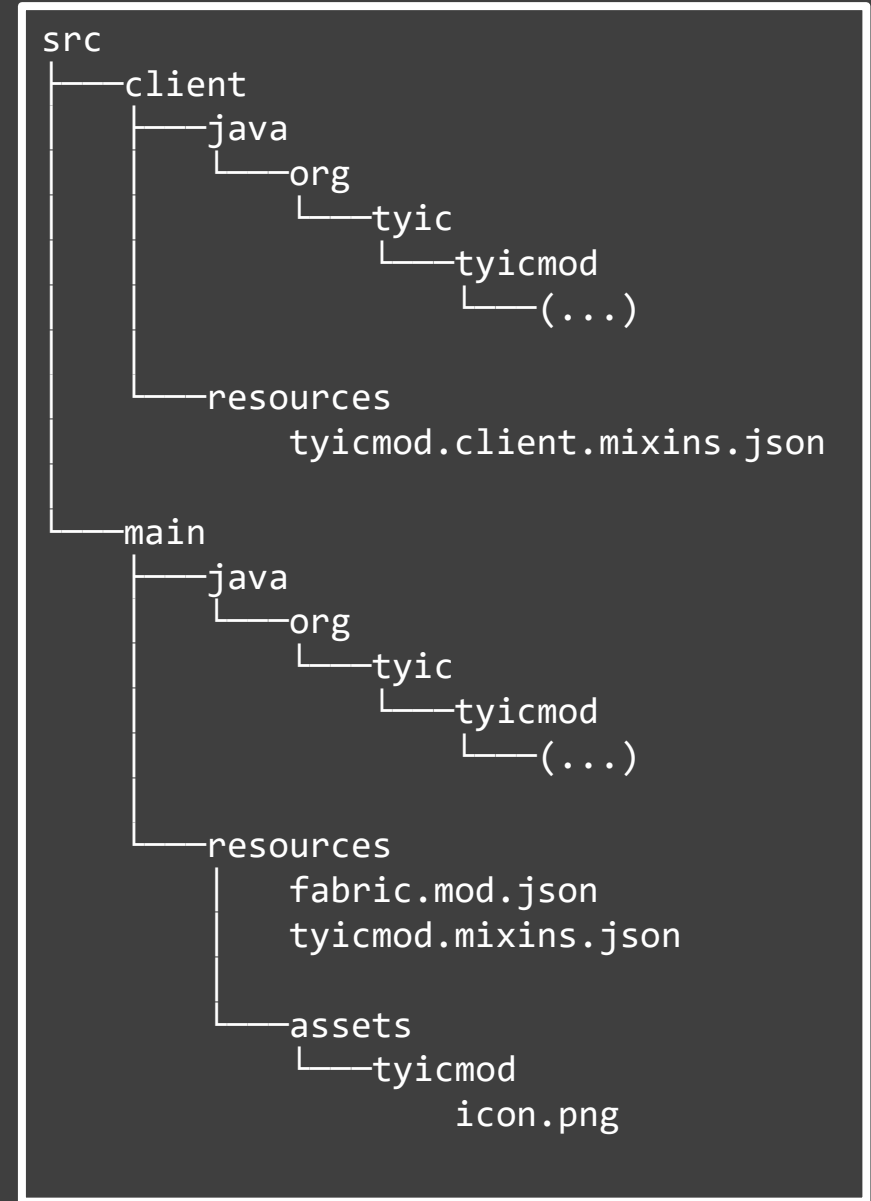 src
├───client
│   ├───java
│   │   └───org
│   │       └───tyic
│   │           └───tyicmod
│   │               └───(...)
│   │
│   └───resources
│           tyicmod.client.mixins.json
│
└───main
    ├───java
    │   └───org
    │       └───tyic
    │           └───tyicmod
    │               └───(...)
    │
    └───resources
        │   fabric.mod.json
        │   tyicmod.mixins.json
        │
        └───assets
            └───tyicmod
                    icon.png